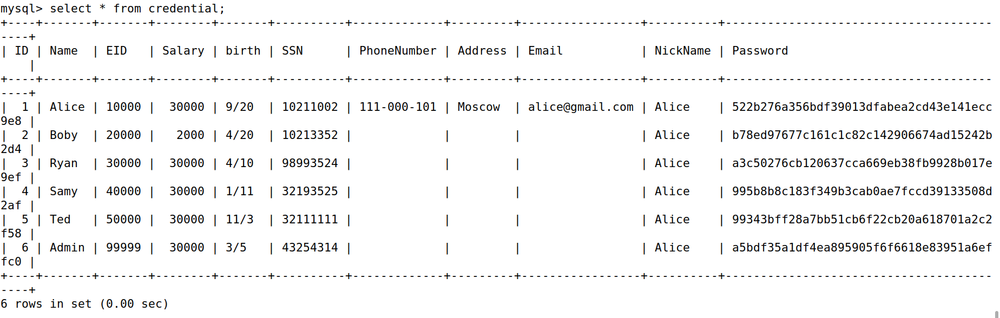 mysql> select * from credential;
+----+-------+-------+--------+-------+----------+-------------+---------+-----------------+----------+--------------------------------------
----+
| ID | Name  | EID   | Salary | birth | SSN      | PhoneNumber | Address | Email           | NickName | Password
    |
+----+-------+-------+--------+-------+----------+-------------+---------+-----------------+----------+--------------------------------------
----+
|  1 | Alice | 10000 |  30000 | 9/20  | 10211002 | 111-000-101 | Moscow  | alice@gmail.com | Alice    | 522b276a356bdf39013dfabea2cd43e141ecc
9e8 |
|  2 | Boby  | 20000 |   2000 | 4/20  | 10213352 |             |         |                 | Alice    | b78ed97677c161c1c82c142906674ad15242b
2d4 |
|  3 | Ryan  | 30000 |  30000 | 4/10  | 98993524 |             |         |                 | Alice    | a3c50276cb120637cca669eb38fb9928b017e
9ef |
|  4 | Samy  | 40000 |  30000 | 1/11  | 32193525 |             |         |                 | Alice    | 995b8b8c183f349b3cab0ae7fccd39133508d
2af |
|  5 | Ted   | 50000 |  30000 | 11/3  | 32111111 |             |         |                 | Alice    | 99343bff28a7bb51cb6f22cb20a618701a2c2
f58 |
|  6 | Admin | 99999 |  30000 | 3/5   | 43254314 |             |         |                 | Alice    | a5bdf35a1df4ea895905f6f6618e83951a6ef
fc0 |
+----+-------+-------+--------+-------+----------+-------------+---------+-----------------+----------+--------------------------------------
----+
6 rows in set (0.00 sec)